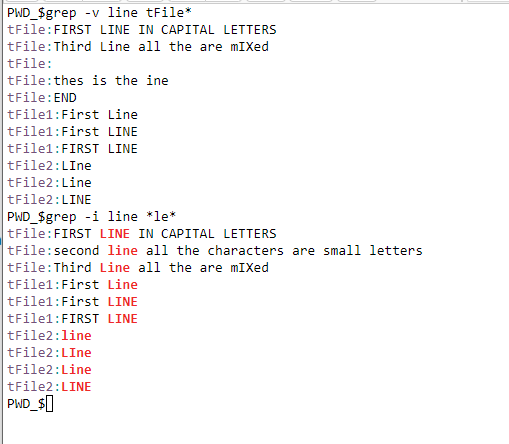 PWD_$grep -v line tFile*
tFile:FIRST LINE IN CAPITAL LETTERS
tFile:Third Line all the are mIXed
tFile:
tFile:thes is the ine
tFile:END
tFile1:First Line
tFile1:First LINE
tFile1:FIRST LINE
tFile2:LIne
tFile2:Line
tFile2:LINE
PWD_$grep -i line *le*
tFile:FIRST LINE IN CAPITAL LETTERS
tFile:second line all the characters are small letters
tFile:Third Line all the are mIXed
tFile1:First Line
tFile1:First LINE
tFile1:FIRST LINE
tFile2:line
tFile2:LIne
tFile2:Line
tFile2:LINE
PWD_$